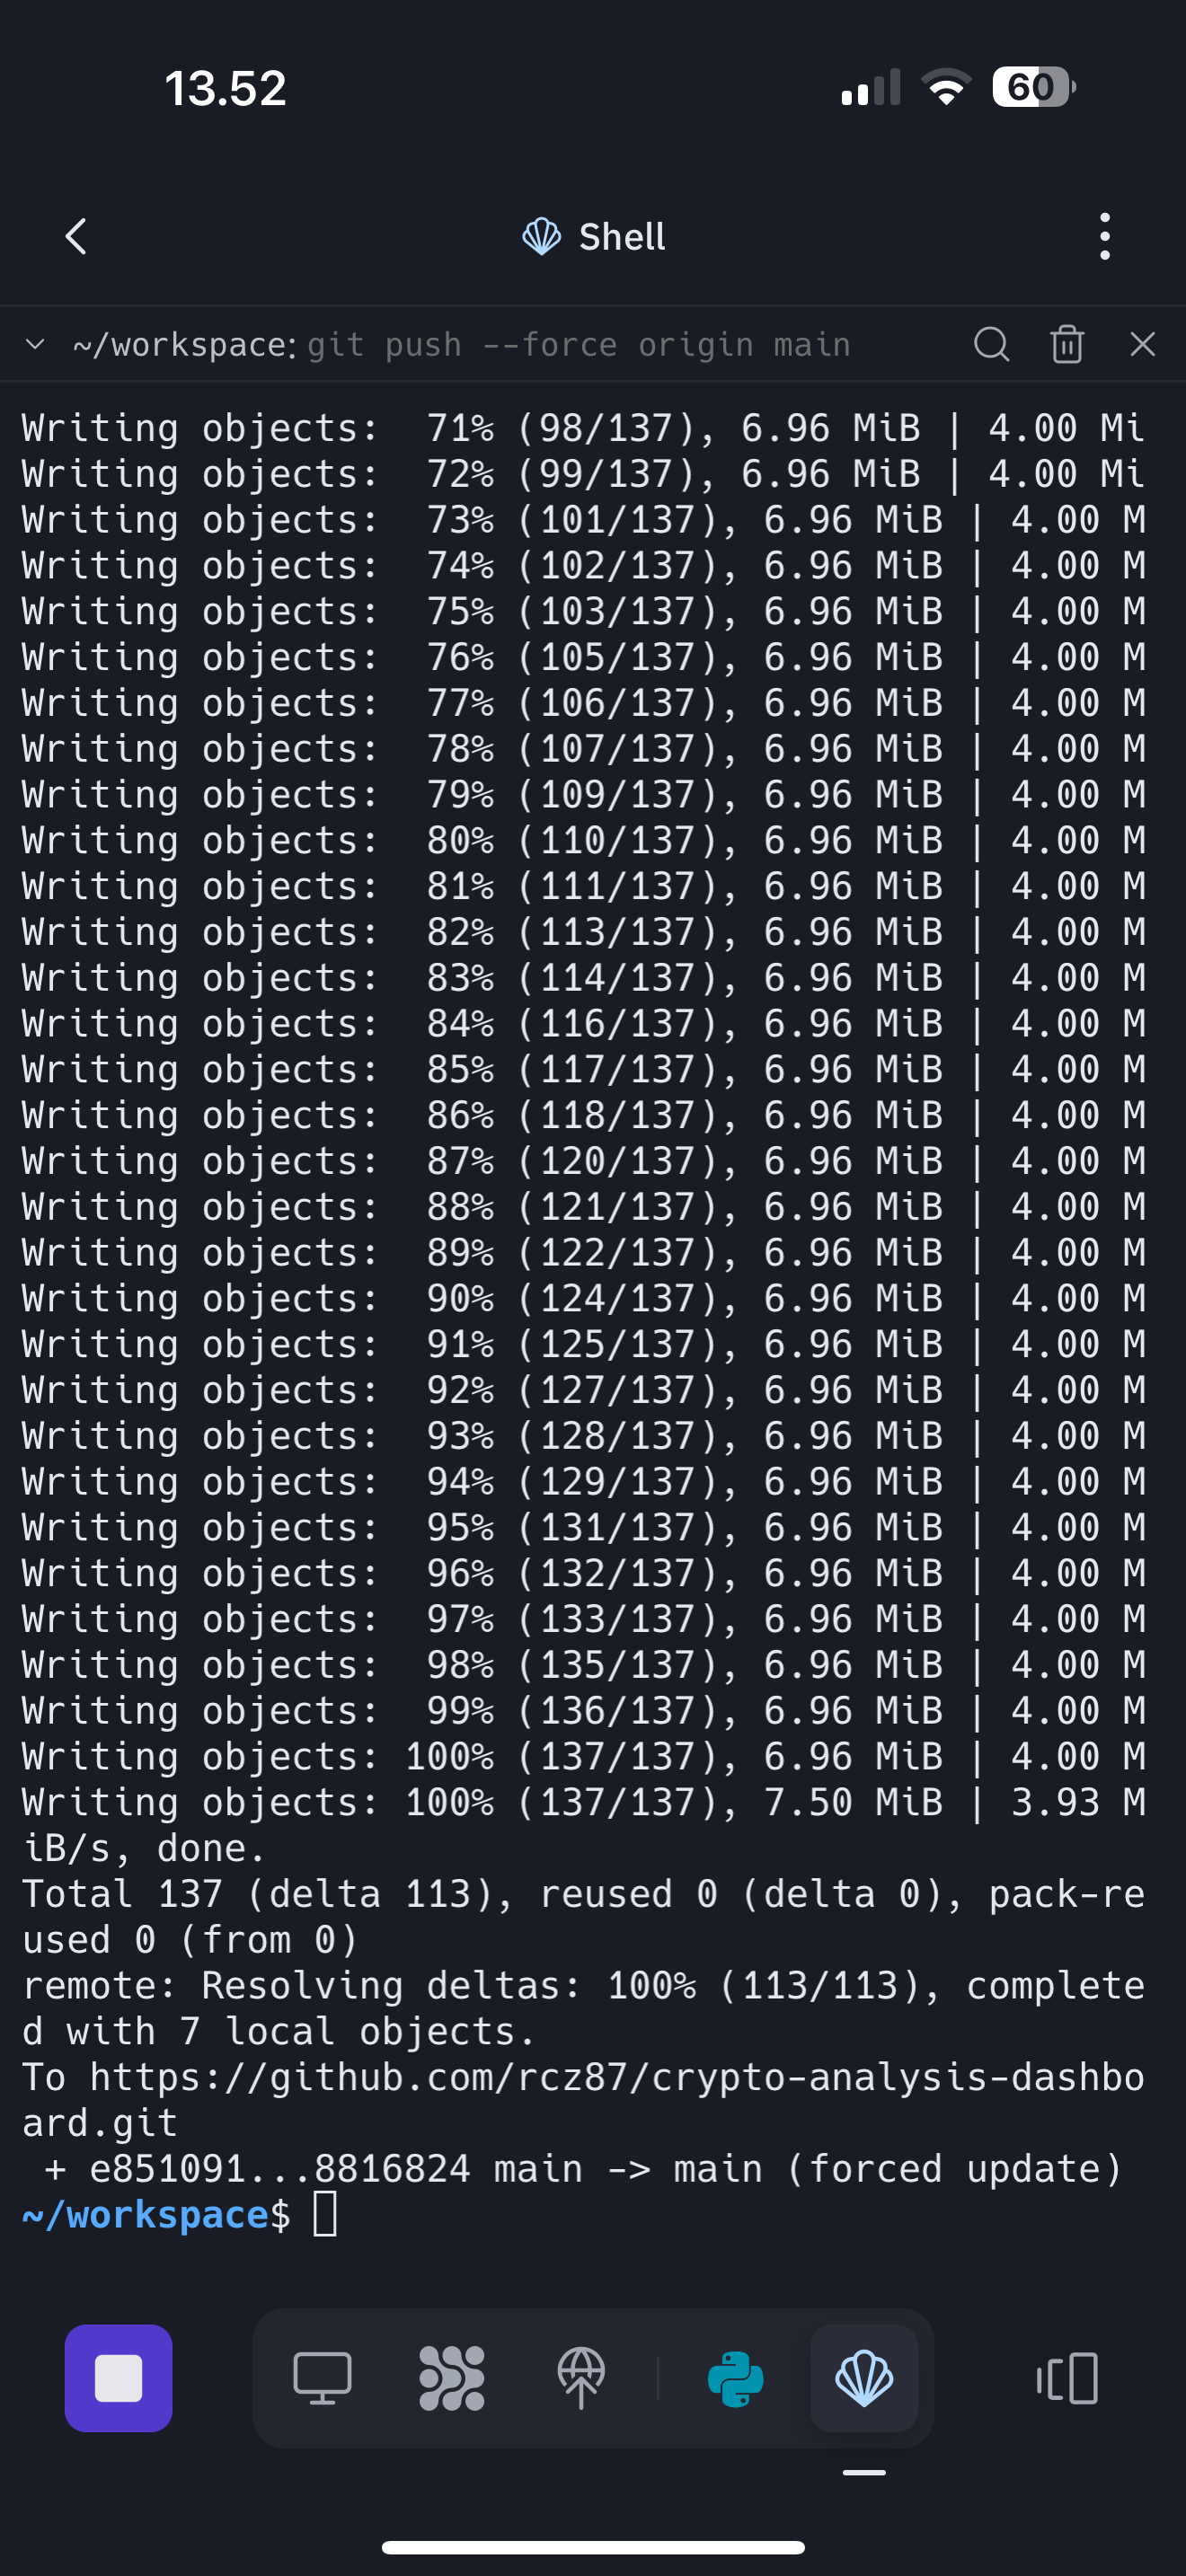 13.52
60
Shell
~/workspace: git push --force origin main
Writing objects:  71% (98/137), 6.96 MiB | 4.00 Mi
Writing objects:  72% (99/137), 6.96 MiB | 4.00 Mi
Writing objects:  73% (101/137), 6.96 MiB | 4.00 M
Writing objects:  74% (102/137), 6.96 MiB | 4.00 M
Writing objects:  75% (103/137), 6.96 MiB | 4.00 M
Writing objects:  76% (105/137), 6.96 MiB | 4.00 M
Writing objects:  77% (106/137), 6.96 MiB | 4.00 M
Writing objects:  78% (107/137), 6.96 MiB | 4.00 M
Writing objects:  79% (109/137), 6.96 MiB | 4.00 M
Writing objects:  80% (110/137), 6.96 MiB | 4.00 M
Writing objects:  81% (111/137), 6.96 MiB | 4.00 M
Writing objects:  82% (113/137), 6.96 MiB | 4.00 M
Writing objects:  83% (114/137), 6.96 MiB | 4.00 M
Writing objects:  84% (116/137), 6.96 MiB | 4.00 M
Writing objects:  85% (117/137), 6.96 MiB | 4.00 M
Writing objects:  86% (118/137), 6.96 MiB | 4.00 M
Writing objects:  87% (120/137), 6.96 MiB | 4.00 M
Writing objects:  88% (121/137), 6.96 MiB | 4.00 M
Writing objects:  89% (122/137), 6.96 MiB | 4.00 M
Writing objects:  90% (124/137), 6.96 MiB | 4.00 M
Writing objects:  91% (125/137), 6.96 MiB | 4.00 M
Writing objects:  92% (127/137), 6.96 MiB | 4.00 M
Writing objects:  93% (128/137), 6.96 MiB | 4.00 M
Writing objects:  94% (129/137), 6.96 MiB | 4.00 M
Writing objects:  95% (131/137), 6.96 MiB | 4.00 M
Writing objects:  96% (132/137), 6.96 MiB | 4.00 M
Writing objects:  97% (133/137), 6.96 MiB | 4.00 M
Writing objects:  98% (135/137), 6.96 MiB | 4.00 M
Writing objects:  99% (136/137), 6.96 MiB | 4.00 M
Writing objects: 100% (137/137), 6.96 MiB | 4.00 M
Writing objects: 100% (137/137), 7.50 MiB | 3.93 M
iB/s, done.
Total 137 (delta 113), reused 0 (delta 0), pack-re
used 0 (from 0)
remote: Resolving deltas: 100% (113/113), complete
d with 7 local objects.
To https://github.com/rcz87/crypto-analysis-dashbo
ard.git
 + e851091...8816824 main -> main (forced update)
~/workspace$